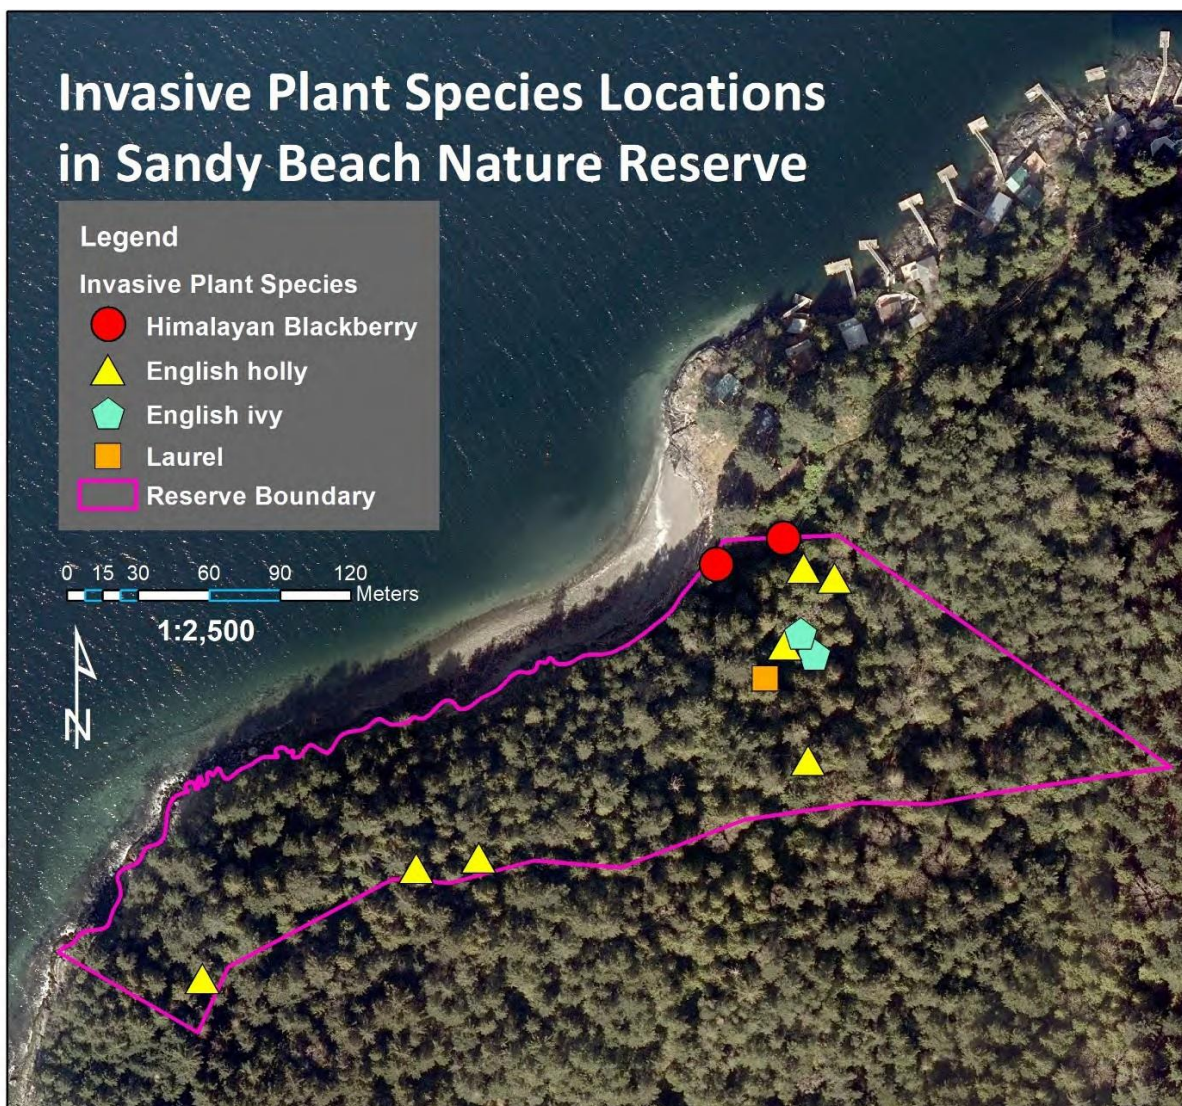 Invasive Plant Species Locations
in Sandy Beach Nature Reserve
Legend
Invasive Plant Species
Himalayan Blackberry
English holly
English ivy
Laurel
Reserve Boundary
0 15 30 60 90 120
Meters
1:2,500
N